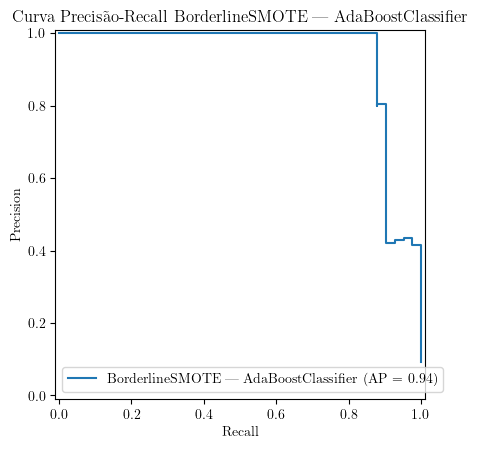 Curva Precisão-Recall BorderlineSMOTE — AdaBoostClassifier
1.0
0.8
0.6
0.4
0.2
0.0
Precision
BorderlineSMOTE — AdaBoostClassifier (AP = 0.94)
0.0 0.2 0.4 0.6 0.8 1.0
Recall